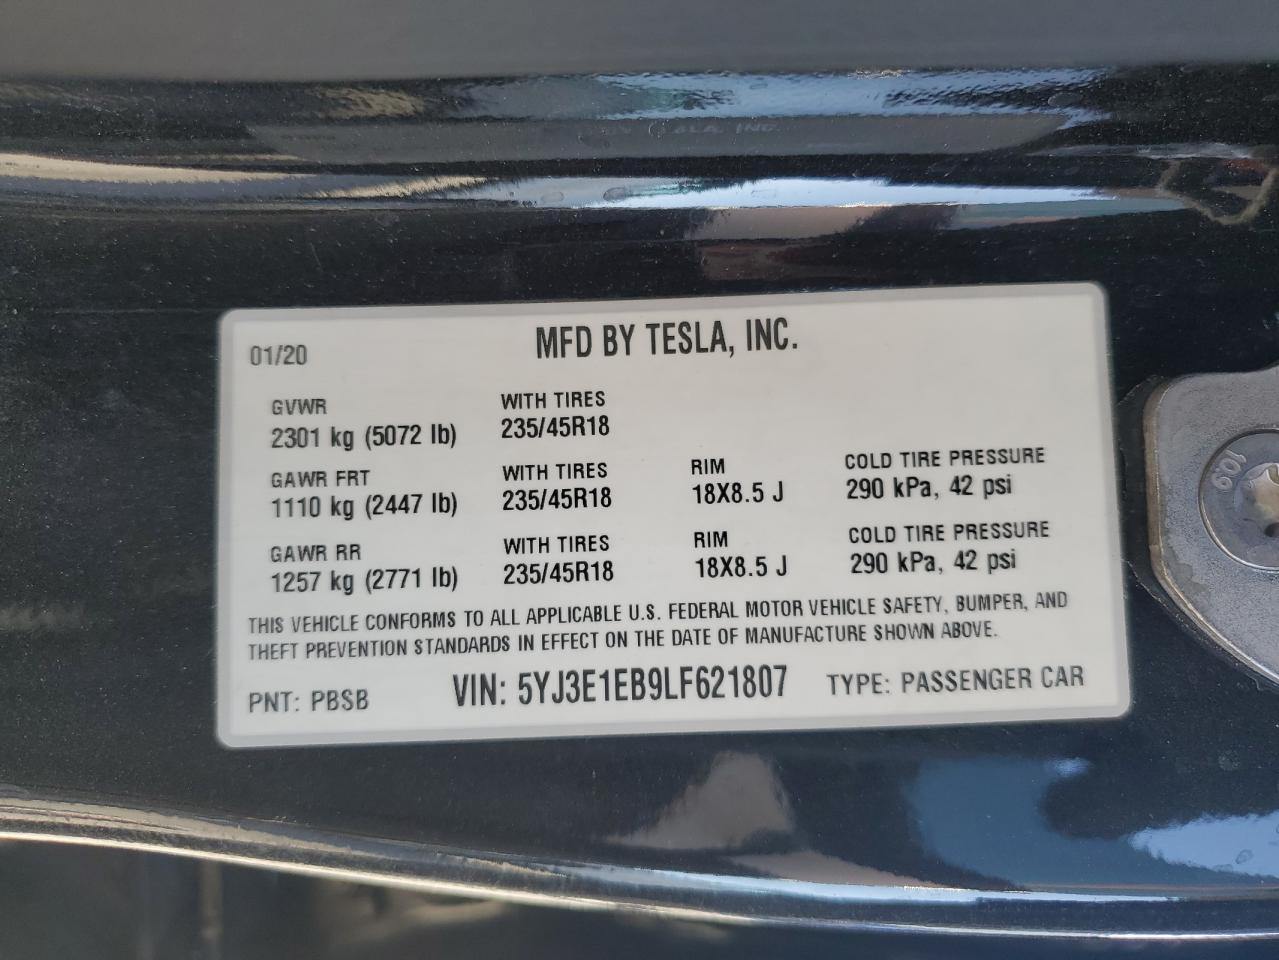 01/20 MFD BY TESLA, INC.
GVWR WITH TIRES
2301 kg (5072 lb) 235/45R18
GAWR FRT WITH TIRES RIM COLD TIRE PRESSURE
1110 kg (2447 lb) 235/45R18 18X8.5 J 290 kPa, 42 psi
GAWR RR WITH TIRES RIM COLD TIRE PRESSURE
1257 kg (2771 lb) 235/45R18 18X8.5 J 290 kPa, 42 psi
THIS VEHICLE CONFORMS TO ALL APPLICABLE U.S. FEDERAL MOTOR VEHICLE SAFETY, BUMPER, AND
THEFT PREVENTION STANDARDS IN EFFECT ON THE DATE OF MANUFACTURE SHOWN ABOVE.
PNT: PBSB VIN: 5YJ3E1EB9LF621807 TYPE: PASSENGER CAR
10.9